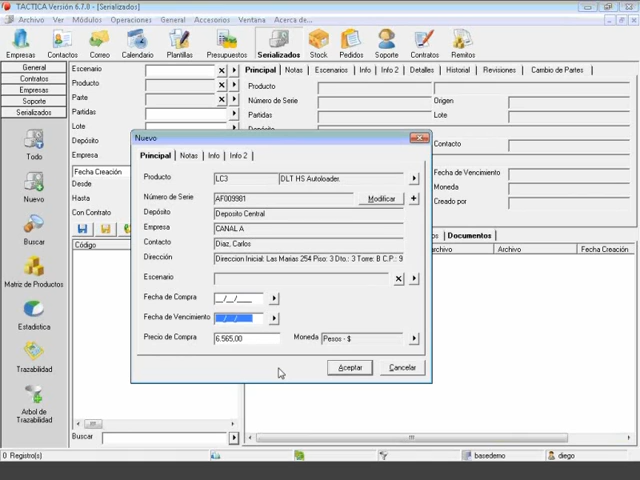 TACTICA Versión 6.7.0 - [Serializados]
Archivo Ver Módulos Operaciones General Accesorios Ventana Acerca de...
Empresas Contactos Correo Calendario Plantillas Presupuestos Serializados Stock Pedidos Soporte Contratos Remitos
General
Contratos
Empresas
Soporte
Serializados
Todo
Nuevo
Buscar
Matriz de Productos
Estadística
Trazabilidad
Arbol de Trazabilidad
Escenario
Producto
Parte
Partidas
Lote
Depósito
Empresa
Fecha Creación
Desde
Hasta
Con Contrato
Código
Buscar
Principal Notas Escenarios Info Info 2 Detalles Historial Revisiones Cambio de Partes
Producto
Número de Serie
Origen
Partidas
Lote
Depósito
Contacto
Fecha de Vencimiento
Moneda
Creado por
Documentos
Archivo Archivo Fecha Creación
Nuevo
Principal Notas Info Info 2
Producto LC3 DLT HS Autoloader.
Número de Serie AF009981 Modificar
Depósito Deposito Central
Empresa CANAL A
Contacto Diaz, Carlos
Dirección Direccion Inicial: Las Marias 254 Piso: 3 Dto.: 3 Torre: B C.P.: 9
Escenario
Fecha de Compra __/__/____
Fecha de Vencimiento __/__/____
Precio de Compra 6.565,00 Moneda Pesos - $
Aceptar Cancelar
0 Registro(s) basedemo diego